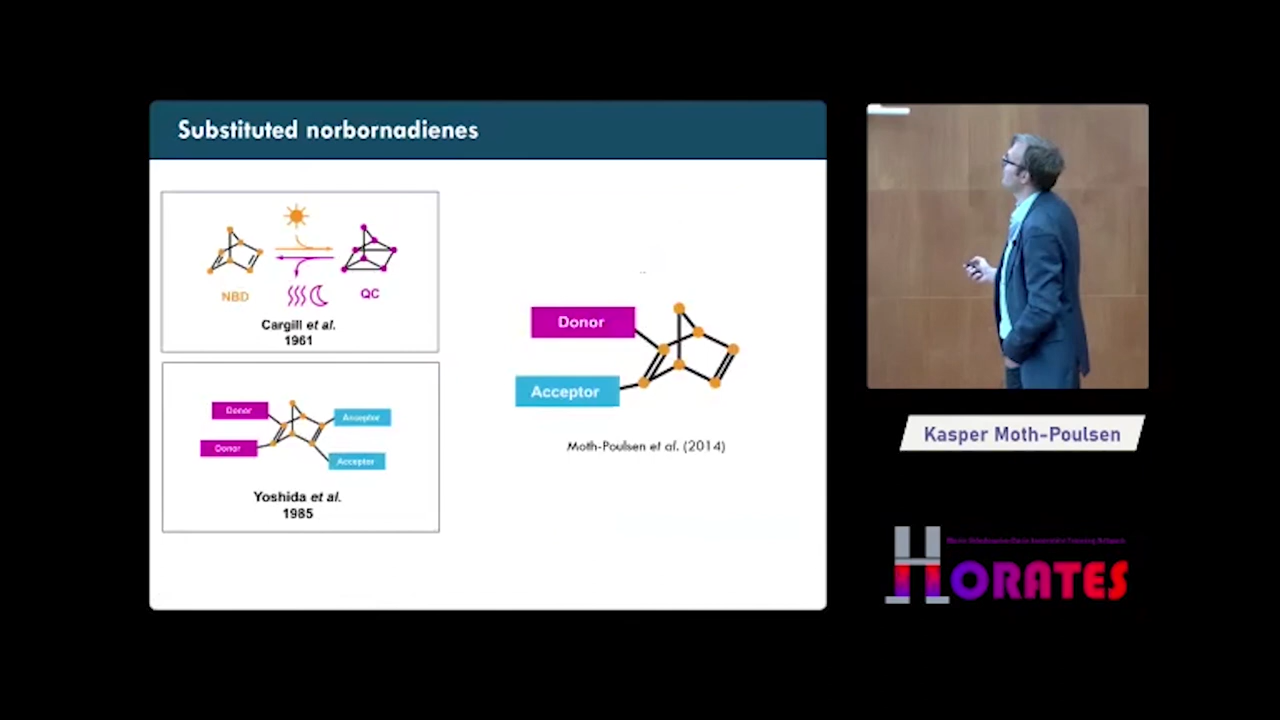 Substituted norbornadienes
NBD
QC
Cargill et al.
1961
Donor
Acceptor
Donor
Acceptor
Yoshida et al.
1985
Donor
Acceptor
Moth-Poulsen et al. (2014)
Kasper Moth-Poulsen
HORATES